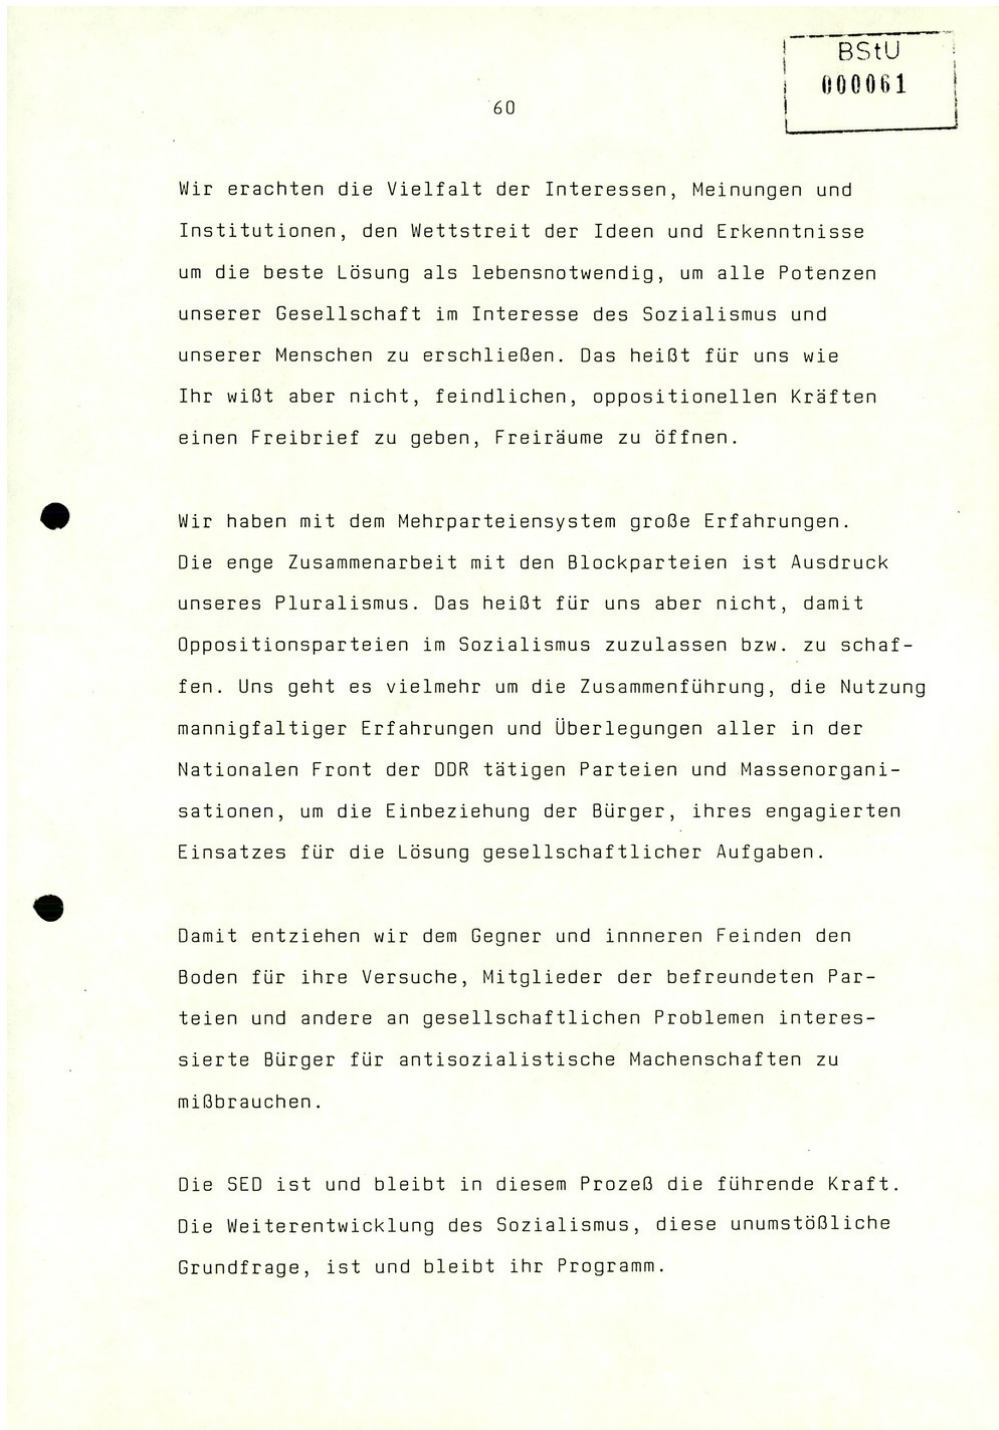 BStU
000061
60
Wir erachten die Vielfalt der Interessen, Meinungen und
Institutionen, den Wettstreit der Ideen und Erkenntnisse
um die beste Lösung als lebensnotwendig, um alle Potenzen
unserer Gesellschaft im Interesse des Sozialismus und
unserer Menschen zu erschließen. Das heißt für uns wie
Ihr wißt aber nicht, feindlichen, oppositionellen Kräften
einen Freibrief zu geben, Freiräume zu öffnen.
Wir haben mit dem Mehrparteiensystem große Erfahrungen.
Die enge Zusammenarbeit mit den Blockparteien ist Ausdruck
unseres Pluralismus. Das heißt für uns aber nicht, damit
Oppositionsparteien im Sozialismus zuzulassen bzw. zu schaf-
fen. Uns geht es vielmehr um die Zusammenführung, die Nutzung
mannigfaltiger Erfahrungen und Überlegungen aller in der
Nationalen Front der DDR tätigen Parteien und Massenorgani-
sationen, um die Einbeziehung der Bürger, ihres engagierten
Einsatzes für die Lösung gesellschaftlicher Aufgaben.
Damit entziehen wir dem Gegner und innneren Feinden den
Boden für ihre Versuche, Mitglieder der befreundeten Par-
teien und andere an gesellschaftlichen Problemen interes-
sierte Bürger für antisozialistische Machenschaften zu
mißbrauchen.
Die SED ist und bleibt in diesem Prozeß die führende Kraft.
Die Weiterentwicklung des Sozialismus, diese unumstößliche
Grundfrage, ist und bleibt ihr Programm.